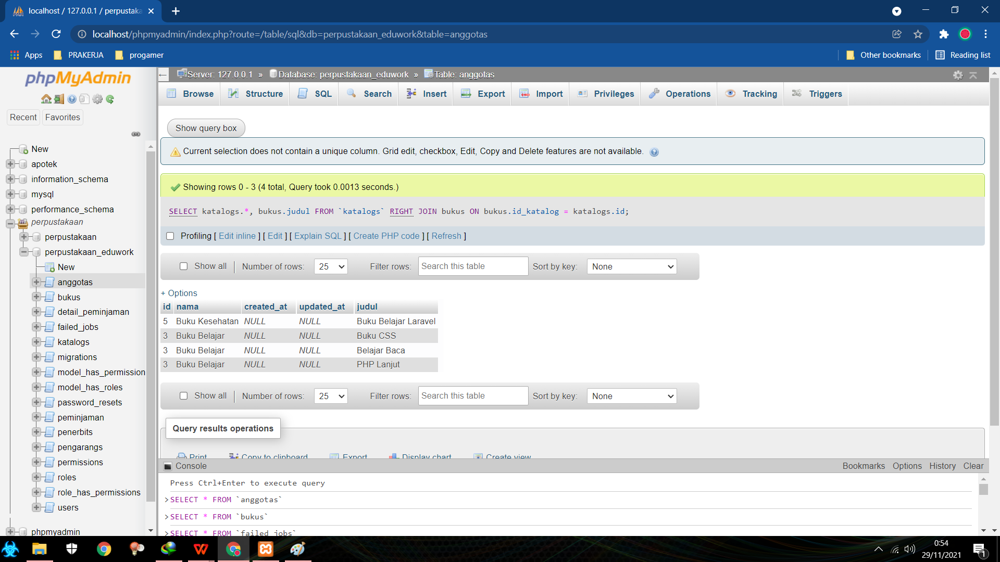 localhost / 127.0.0.1 / perpustaka
localhost/phpmyadmin/index.php?route=/table/sql&db=perpustakaan_eduwork&table=anggotas
Apps PRAKERJA progamer Other bookmarks Reading list
phpMyAdmin
Recent Favorites
New
apotek
information_schema
mysql
performance_schema
perpustakaan
perpustakaan
perpustakaan_eduwork
New
anggotas
bukus
detail_peminjaman
failed_jobs
katalogs
migrations
model_has_permission
model_has_roles
password_resets
peminjaman
penerbits
pengarangs
permissions
roles
role_has_permissions
users
phpmyadmin
Server: 127.0.0.1 » Database: perpustakaan_eduwork » Table: anggotas
Browse Structure SQL Search Insert Export Import Privileges Operations Tracking Triggers
Show query box
Current selection does not contain a unique column. Grid edit, checkbox, Edit, Copy and Delete features are not available.
Showing rows 0 - 3 (4 total, Query took 0.0013 seconds.)
SELECT katalogs.*, bukus.judul FROM `katalogs` RIGHT JOIN bukus ON bukus.id_katalog = katalogs.id;
Profiling [ Edit inline ] [ Edit ] [ Explain SQL ] [ Create PHP code ] [ Refresh ]
Show all Number of rows: 25 Filter rows: Search this table Sort by key: None
+ Options
id nama created_at updated_at judul
5 Buku Kesehatan NULL NULL Buku Belajar Laravel
3 Buku Belajar NULL NULL Buku CSS
3 Buku Belajar NULL NULL Belajar Baca
3 Buku Belajar NULL NULL PHP Lanjut
Show all Number of rows: 25 Filter rows: Search this table Sort by key: None
Query results operations
Print Copy to clipboard Export Display chart Create view
Console Bookmarks Options History Clear
Press Ctrl+Enter to execute query
>SELECT * FROM `anggotas`
>SELECT * FROM `bukus`
>SELECT * FROM `failed_jobs`
0:54
29/11/2021
1